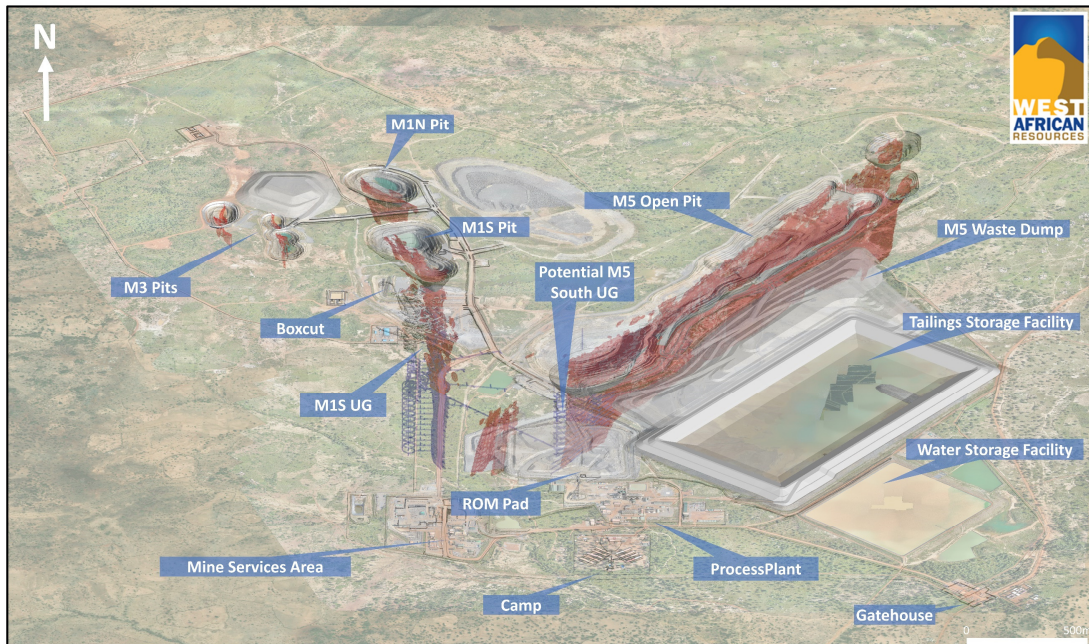 N
WEST
AFRICAN
RESOURCES
M1N Pit
M5 Open Pit
M1S Pit
M5 Waste Dump
Potential M5
South UG
M3 Pits
Boxcut
Tailings Storage Facility
M1S UG
Water Storage Facility
ROM Pad
Mine Services Area
ProcessPlant
Camp
Gatehouse
0
500m